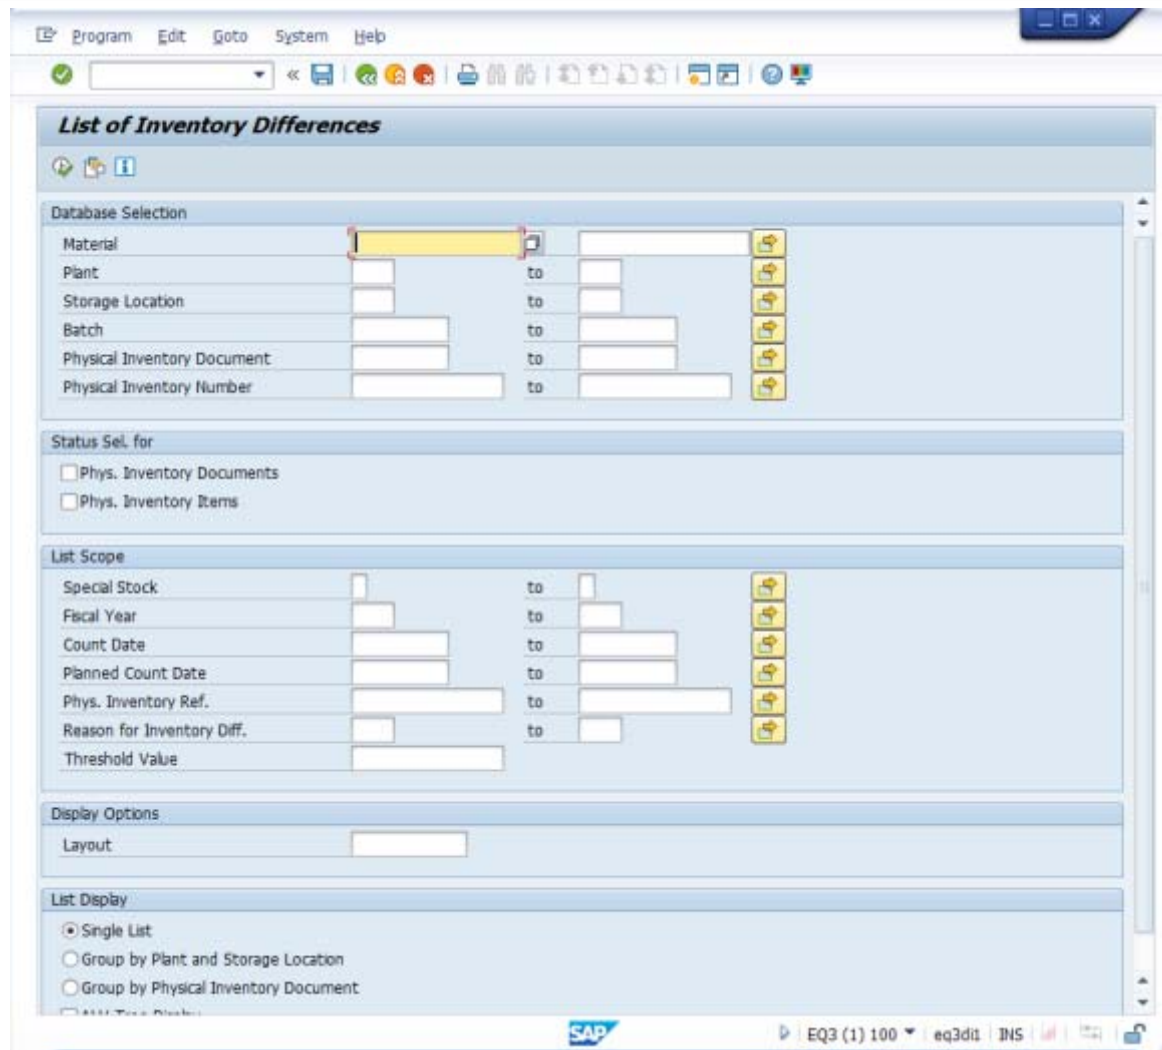 Program Edit Goto System Help
List of Inventory Differences
Database Selection
Material
Plant to
Storage Location to
Batch to
Physical Inventory Document to
Physical Inventory Number to
Status Sel. for
Phys. Inventory Documents
Phys. Inventory Items
List Scope
Special Stock to
Fiscal Year to
Count Date to
Planned Count Date to
Phys. Inventory Ref. to
Reason for Inventory Diff. to
Threshold Value
Display Options
Layout
List Display
Single List
Group by Plant and Storage Location
Group by Physical Inventory Document
ALV Tree Display
SAP EQ3 (1) 100 eq3di1 INS